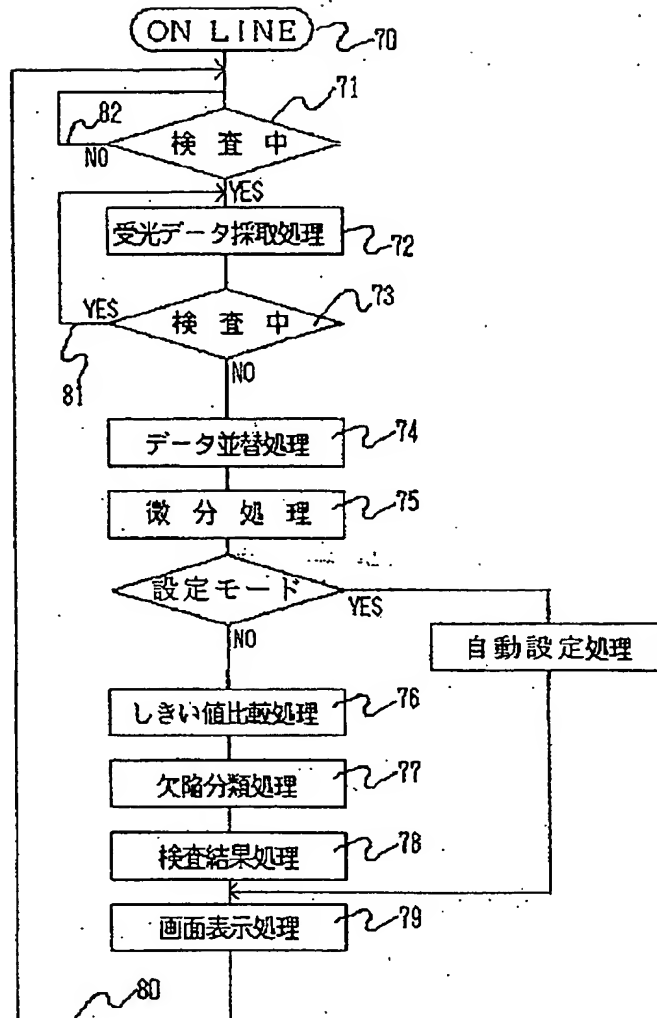 ON LINE
70
71
82
検査中
NO
YES
受光データ採取処理
72
73
YES
検査中
81
NO
データ並替処理
74
微分処理
75
設定モード
YES
NO
自動設定処理
しきい値比較処理
76
欠陥分類処理
77
検査結果処理
78
画面表示処理
79
80